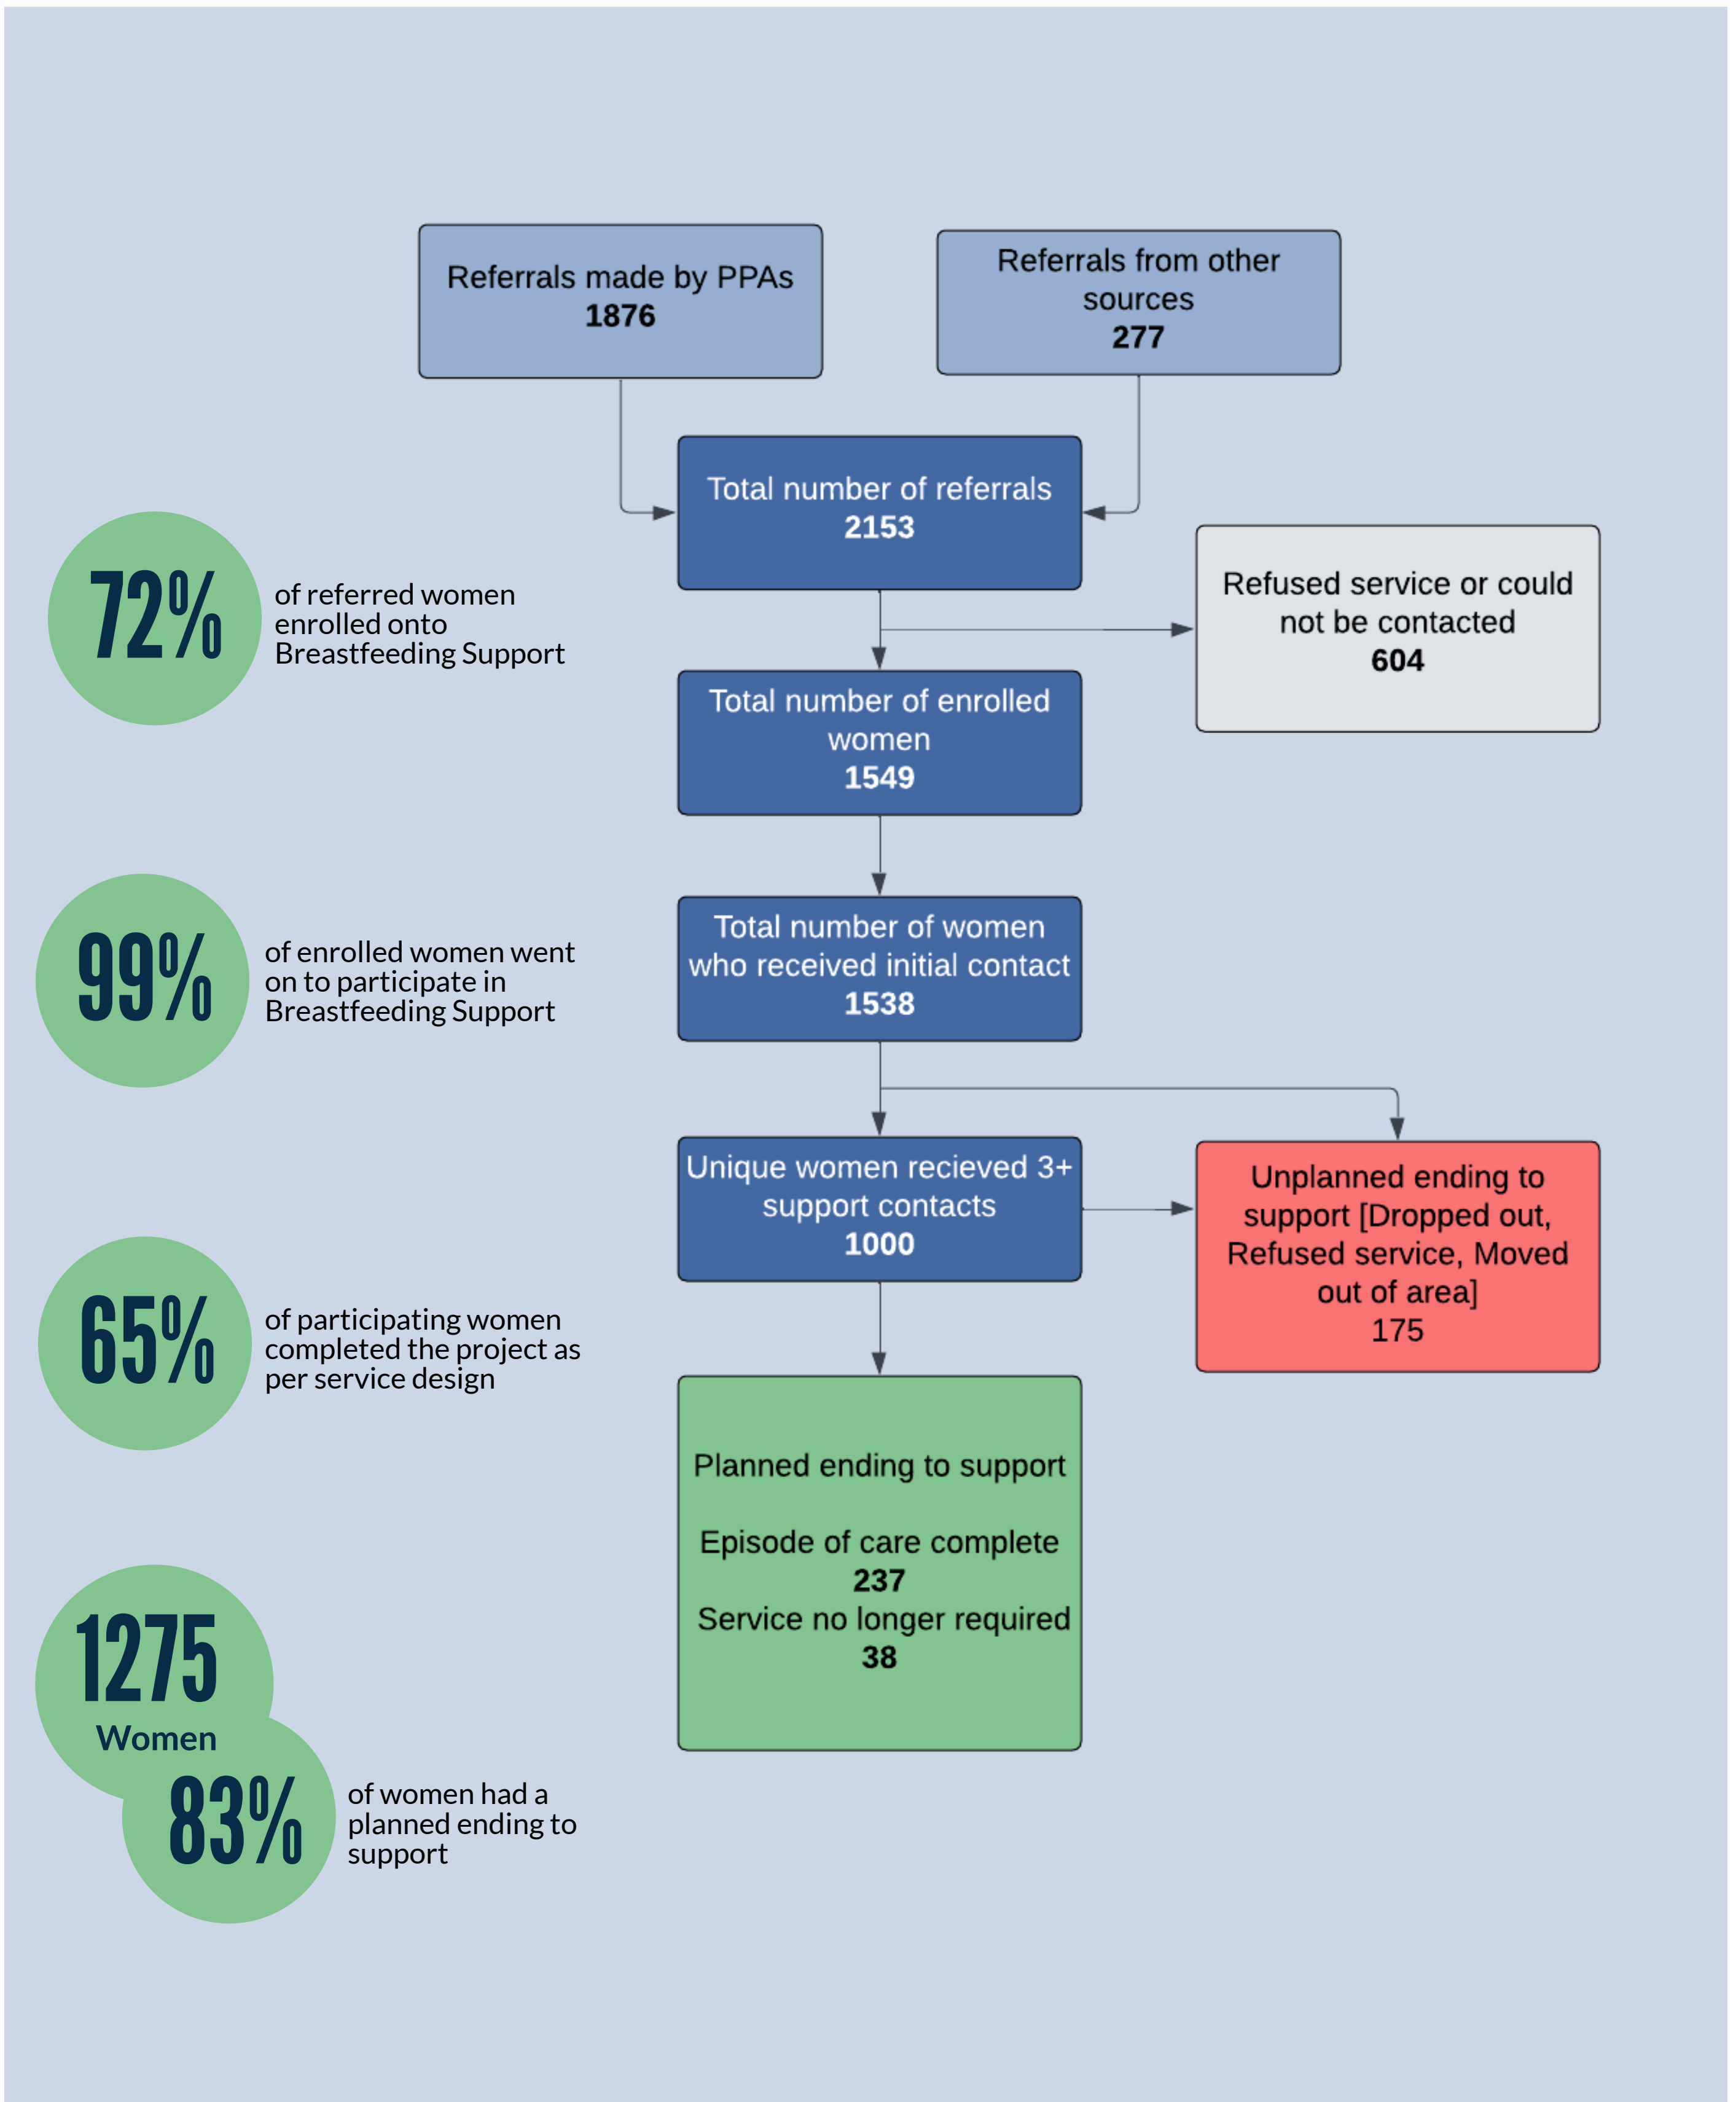 Referrals made by PPAs
1876
Referrals from other
sources
277
Total number of referrals
2153
72%
of referred women
enrolled onto
Breastfeeding Support
Refused service or could
not be contacted
604
Total number of enrolled
women
1549
99%
of enrolled women went
on to participate in
Breastfeeding Support
Total number of women
who received initial contact
1538
Unique women recieved 3+
support contacts
1000
Unplanned ending to
support [Dropped out,
Refused service, Moved
out of area]
175
65%
of participating women
completed the project as
per service design
Planned ending to support
Episode of care complete
237
Service no longer required
38
1275
Women
83%
of women had a
planned ending to
support